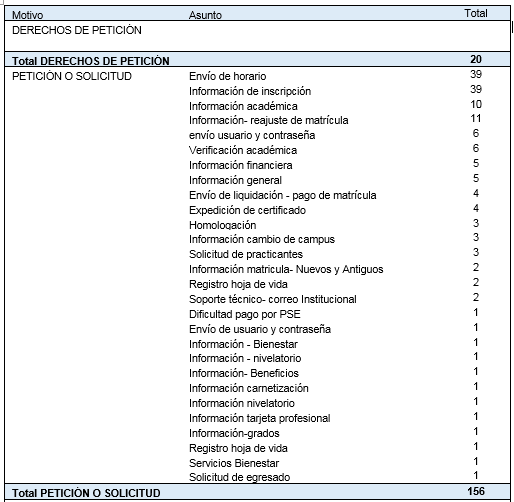 Motivo Asunto Total
DERECHOS DE PETICIÓN
Total DERECHOS DE PETICIÓN 20
PETICIÓN O SOLICITUD Envío de horario 39
Información de inscripción 39
Información académica 10
Información- reajuste de matrícula 11
envío usuario y contraseña 6
Verificación académica 6
Información financiera 5
Información general 5
Envío de liquidación - pago de matrícula 4
Expedición de certificado 4
Homologación 3
Información cambio de campus 3
Solicitud de practicantes 3
Información matricula- Nuevos y Antiguos 2
Registro hoja de vida 2
Soporte técnico- correo Institucional 2
Dificultad pago por PSE 1
Envío de usuario y contraseña 1
Información - Bienestar 1
Información - nivelatorio 1
Información- Beneficios 1
Información carnetización 1
Información nivelatorio 1
Información tarjeta profesional 1
Información-grados 1
Registro hoja de vida 1
Servicios Bienestar 1
Solicitud de egresado 1
Total PETICIÓN O SOLICITUD 156